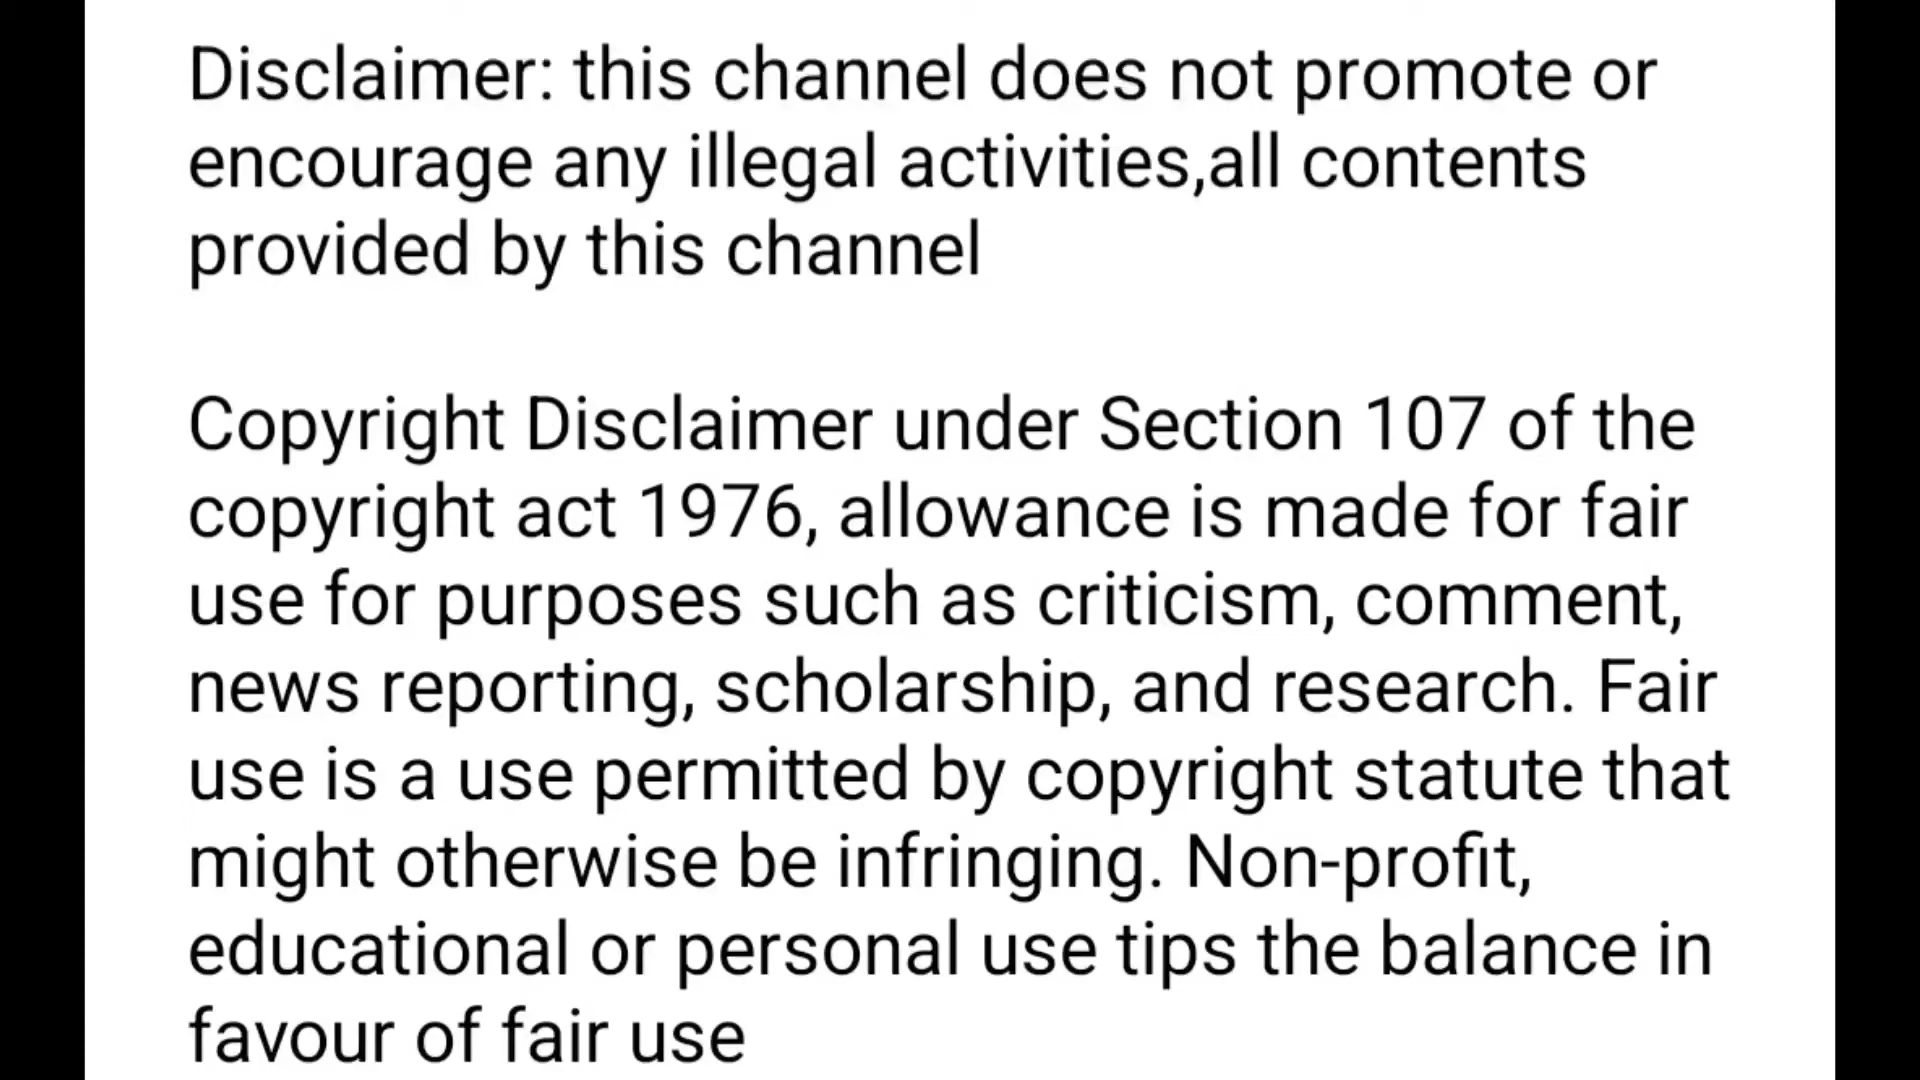 Disclaimer: this channel does not promote or
encourage any illegal activities,all contents
provided by this channel
Copyright Disclaimer under Section 107 of the
copyright act 1976, allowance is made for fair
use for purposes such as criticism, comment,
news reporting, scholarship, and research. Fair
use is a use permitted by copyright statute that
might otherwise be infringing. Non-profit,
educational or personal use tips the balance in
favour of fair use